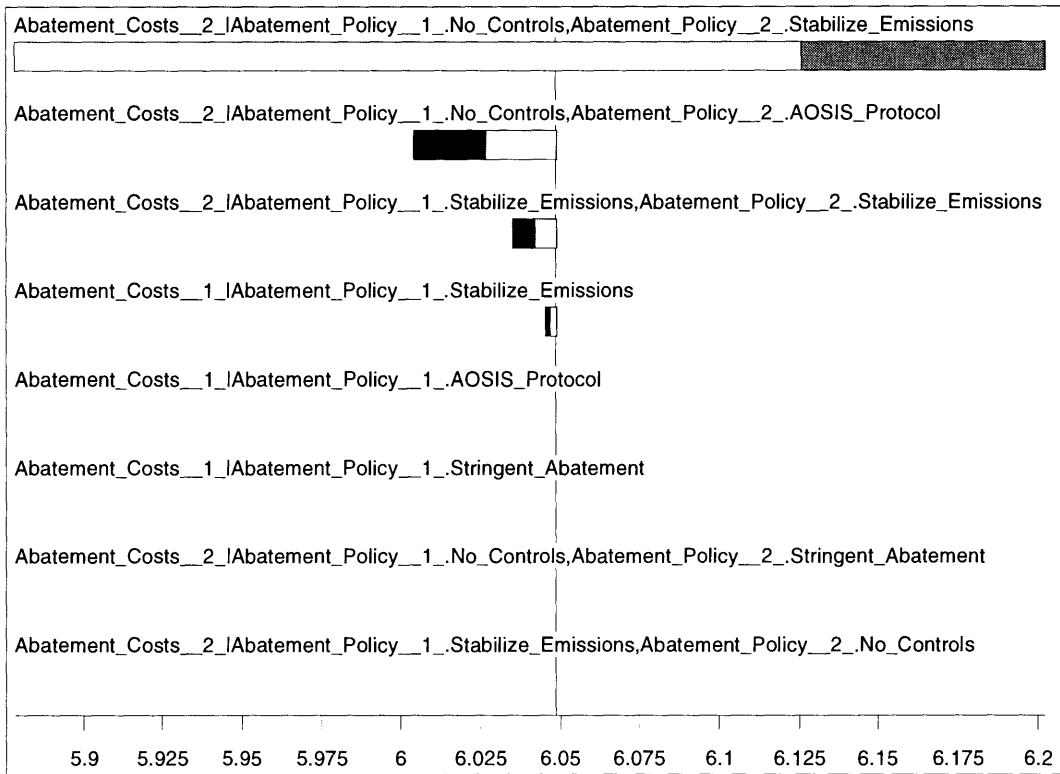 Abatement_Costs__2_|Abatement_Policy__1_.No_Controls,Abatement_Policy__2_.Stabilize_Emissions
Abatement_Costs__2_|Abatement_Policy__1_.No_Controls,Abatement_Policy__2_.AOSIS_Protocol
Abatement_Costs__2_|Abatement_Policy__1_.Stabilize_Emissions,Abatement_Policy__2_.Stabilize_Emissions
Abatement_Costs__1_|Abatement_Policy__1_.Stabilize_Emissions
Abatement_Costs__1_|Abatement_Policy__1_.AOSIS_Protocol
Abatement_Costs__1_|Abatement_Policy__1_.Stringent_Abatement
Abatement_Costs__2_|Abatement_Policy__1_.No_Controls,Abatement_Policy__2_.Stringent_Abatement
Abatement_Costs__2_|Abatement_Policy__1_.Stabilize_Emissions,Abatement_Policy__2_.No_Controls
5.9 5.925 5.95 5.975 6 6.025 6.05 6.075 6.1 6.125 6.15 6.175 6.2